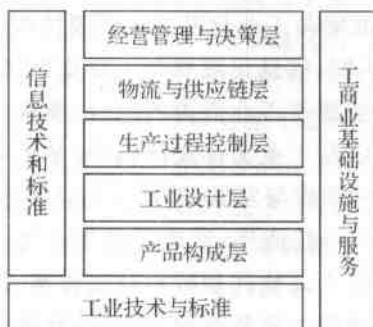 信息技术和标准
经营管理与决策层
物流与供应链层
生产过程控制层
工业设计层
产品构成层
工业技术与标准
工商业基础设施与服务